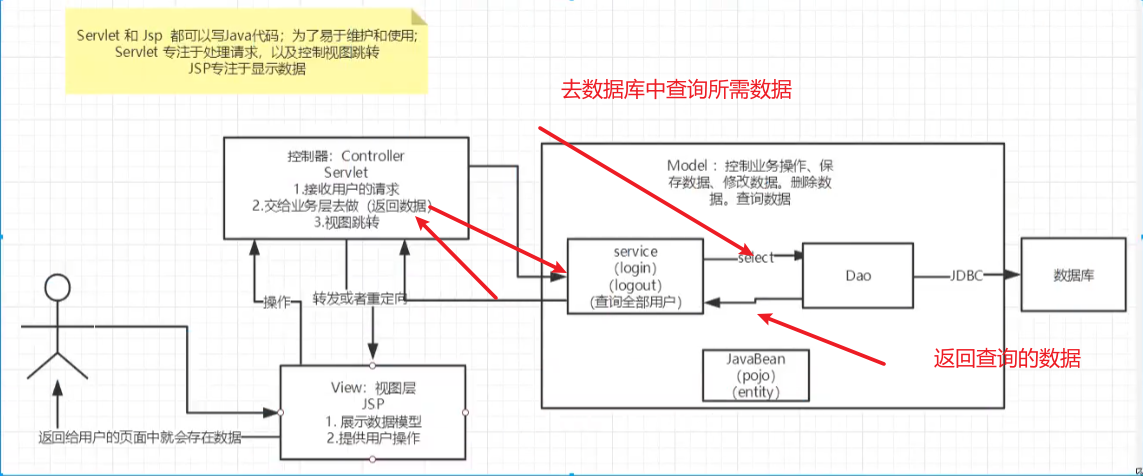 Servlet 和 Jsp 都可以写Java代码；为了易于维护和使用;
Servlet 专注于处理请求，以及控制视图跳转
JSP专注于显示数据
去数据库中查询所需数据
控制器：Controller
Servlet
1.接收用户的请求
2.交给业务层去做（返回数据）
3.视图跳转
Model ：控制业务操作、保
存数据、修改数据。删除数
据。查询数据
service
(login)
(logout)
(查询全部用户)
select
Dao
JDBC
数据库
操作
转发或者重定向
返回查询的数据
JavaBean
(pojo)
(entity)
View：视图层
JSP
1. 展示数据模型
2.提供用户操作
返回给用户的页面中就会存在数据